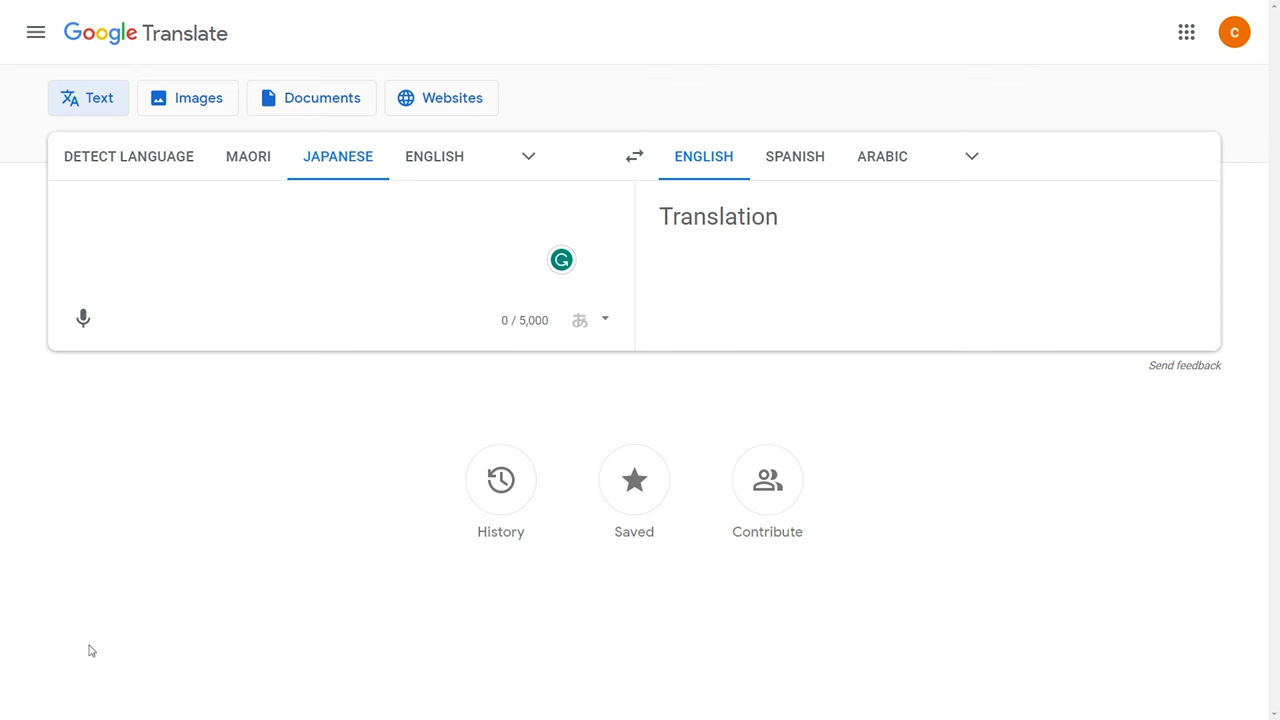 Google Translate
C
Text Images Documents Websites
DETECT LANGUAGE MAORI JAPANESE ENGLISH ENGLISH SPANISH ARABIC
Translation
0 / 5,000 あ
Send feedback
History Saved Contribute